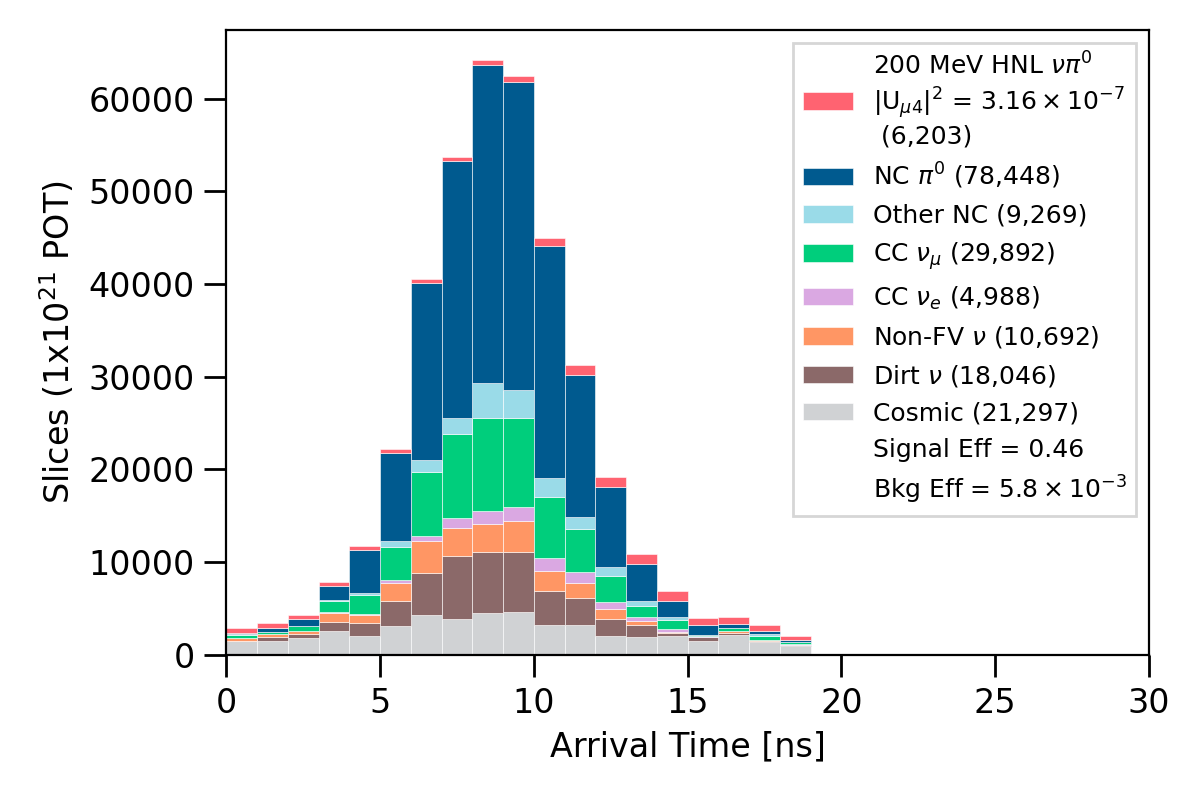 60000
50000
40000
30000
20000
10000
0
Slices (1x10²¹ POT)
0 5 10 15 20 25 30
Arrival Time [ns]
200 MeV HNL νπ⁰
|U_μ4|² = 3.16 × 10⁻⁷
(6,203)
NC π⁰ (78,448)
Other NC (9,269)
CC ν_μ (29,892)
CC ν_e (4,988)
Non-FV ν (10,692)
Dirt ν (18,046)
Cosmic (21,297)
Signal Eff = 0.46
Bkg Eff = 5.8 × 10⁻³